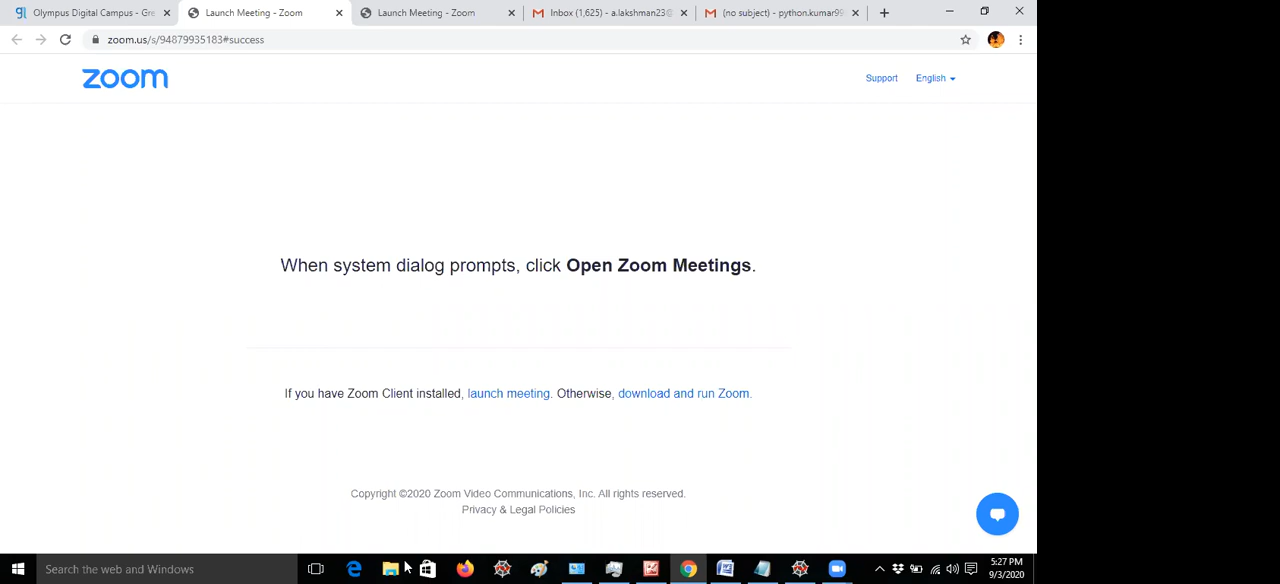 Olympus Digital Campus - Gre
Launch Meeting - Zoom
Launch Meeting - Zoom
Inbox (1,625) - a.lakshman23@
(no subject) - python.kumar99
zoom.us/s/94879935183#success
zoom
Support
English
When system dialog prompts, click Open Zoom Meetings.
If you have Zoom Client installed, launch meeting. Otherwise, download and run Zoom.
Copyright ©2020 Zoom Video Communications, Inc. All rights reserved.
Privacy & Legal Policies
Search the web and Windows
5:27 PM
9/3/2020